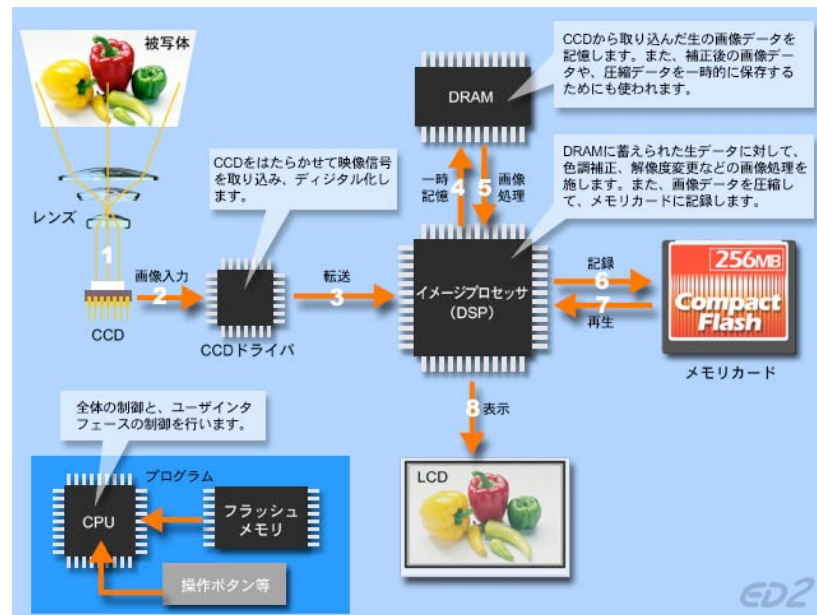 被写体
レンズ
1
CCD
画像入力
2
CCDをはたらかせて映像信号
を取り込み、ディジタル化し
ます。
CCDドライバ
転送
3
DRAM
CCDから取り込んだ生の画像データを
記憶します。また、補正後の画像デー
タや、圧縮データを一時的に保存する
ためにも使われます。
一時
記憶
4
5
画像
処理
DRAMに蓄えられた生データに対して、
色調補正、解像度変更などの画像処理を
施します。また、画像データを圧縮し
て、メモリカードに記録します。
イメージプロセッサ
(DSP)
記録
6
7
再生
256MB
Compact
Flash
メモリカード
8
表示
LCD
全体の制御と、ユーザインタ
フェースの制御を行います。
プログラム
CPU
フラッシュ
メモリ
操作ボタン等
ED2